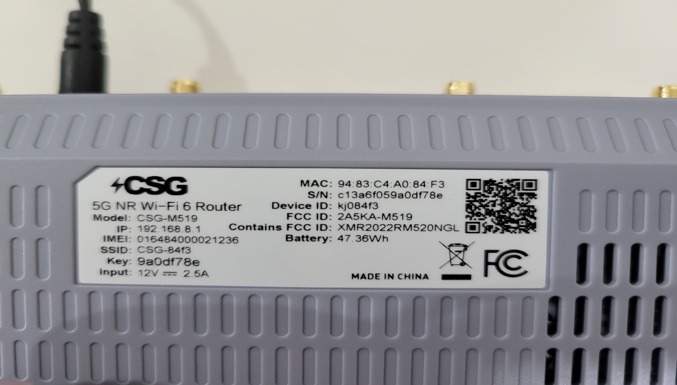 CSG
5G NR Wi-Fi 6 Router
Model: CSG-M519
IP: 192.168.8.1
IMEI: 016484000021236
SSID: CSG-84f3
Key: 9a0df78e
Input: 12V ⎓ 2.5A
MAC: 94:83:C4:A0:84:F3
S/N: c13a6f059a0df78e
Device ID: kj084f3
FCC ID: 2A5KA-M519
Contains FCC ID: XMR2022RM520NGL
Battery: 47.36Wh
MADE IN CHINA
FC